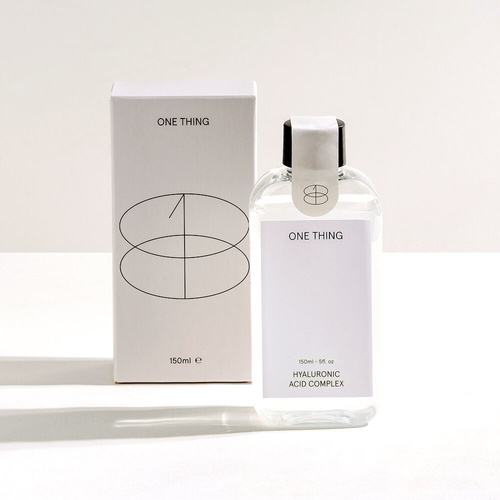 ONE THING
150ml ℮
ONE THING
150ml - 5fl. oz
HYALURONIC
ACID COMPLEX